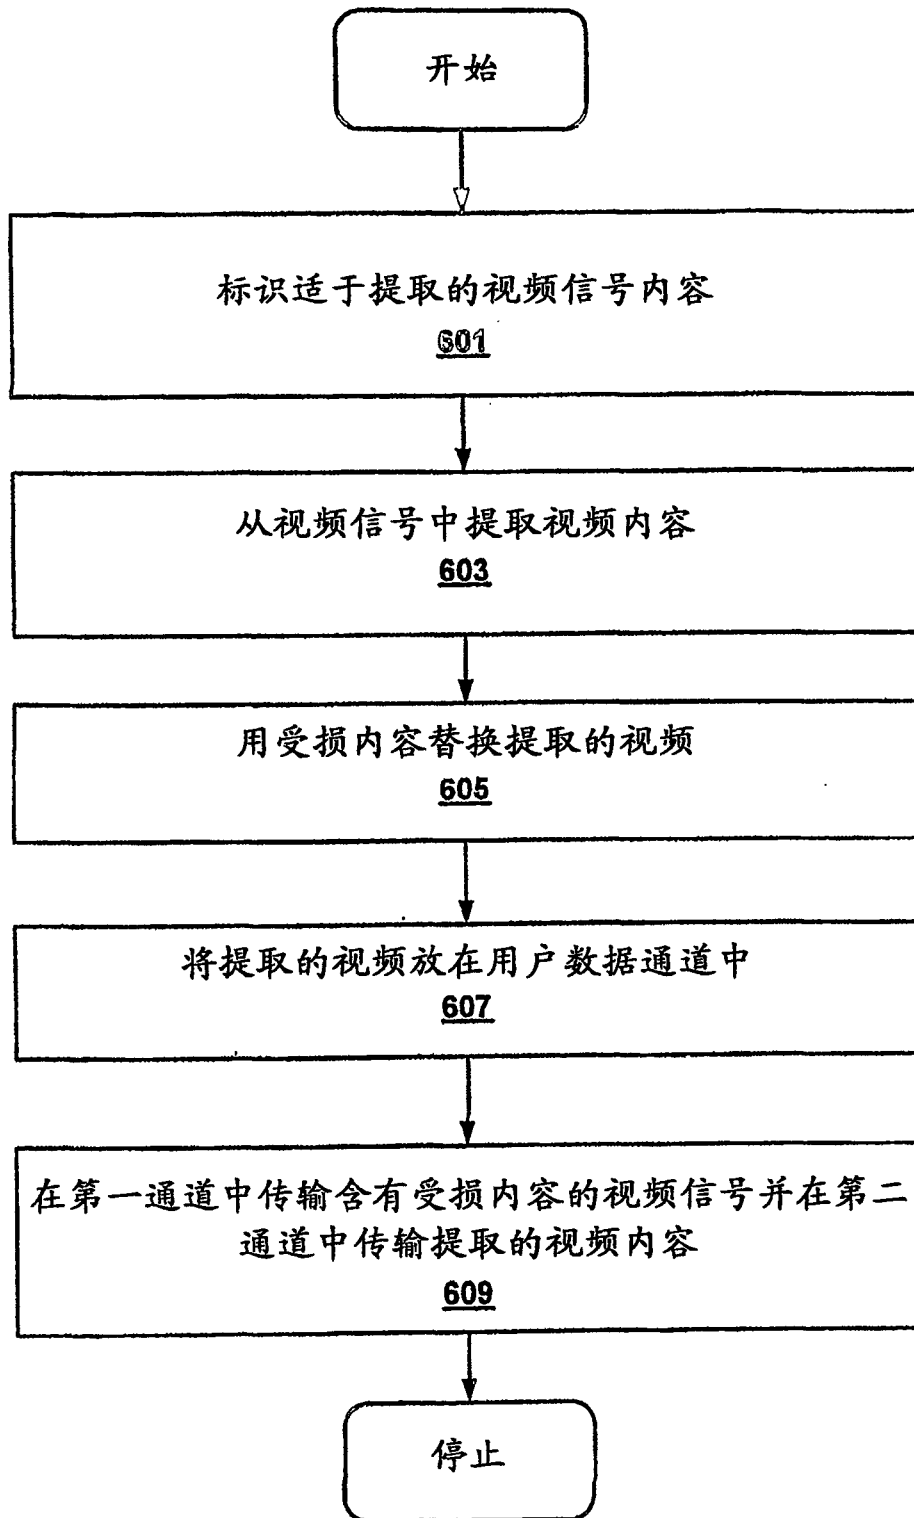 开始
标识适于提取的视频信号内容
601
从视频信号中提取视频内容
603
用受损内容替换提取的视频
605
将提取的视频放在用户数据通道中
607
在第一通道中传输含有受损内容的视频信号并在第二
通道中传输提取的视频内容
609
停止